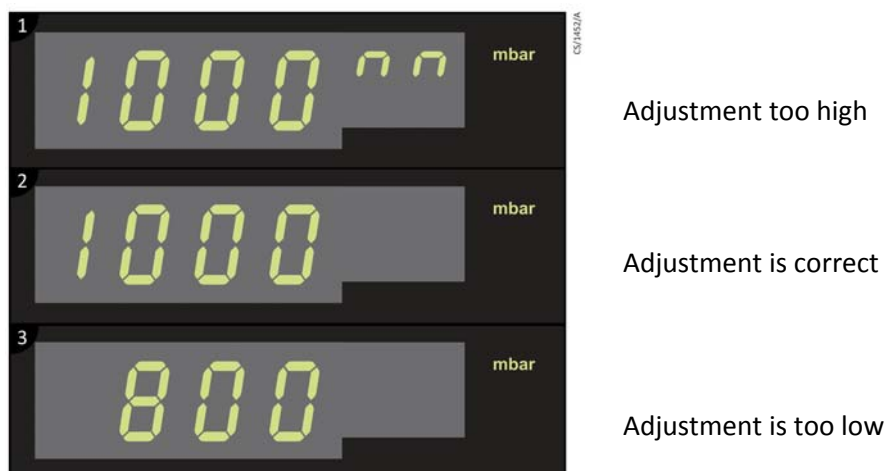 1
1000 nn mbar
CS/1452/A
Adjustment too high
2
1000 mbar
Adjustment is correct
3
800 mbar
Adjustment is too low